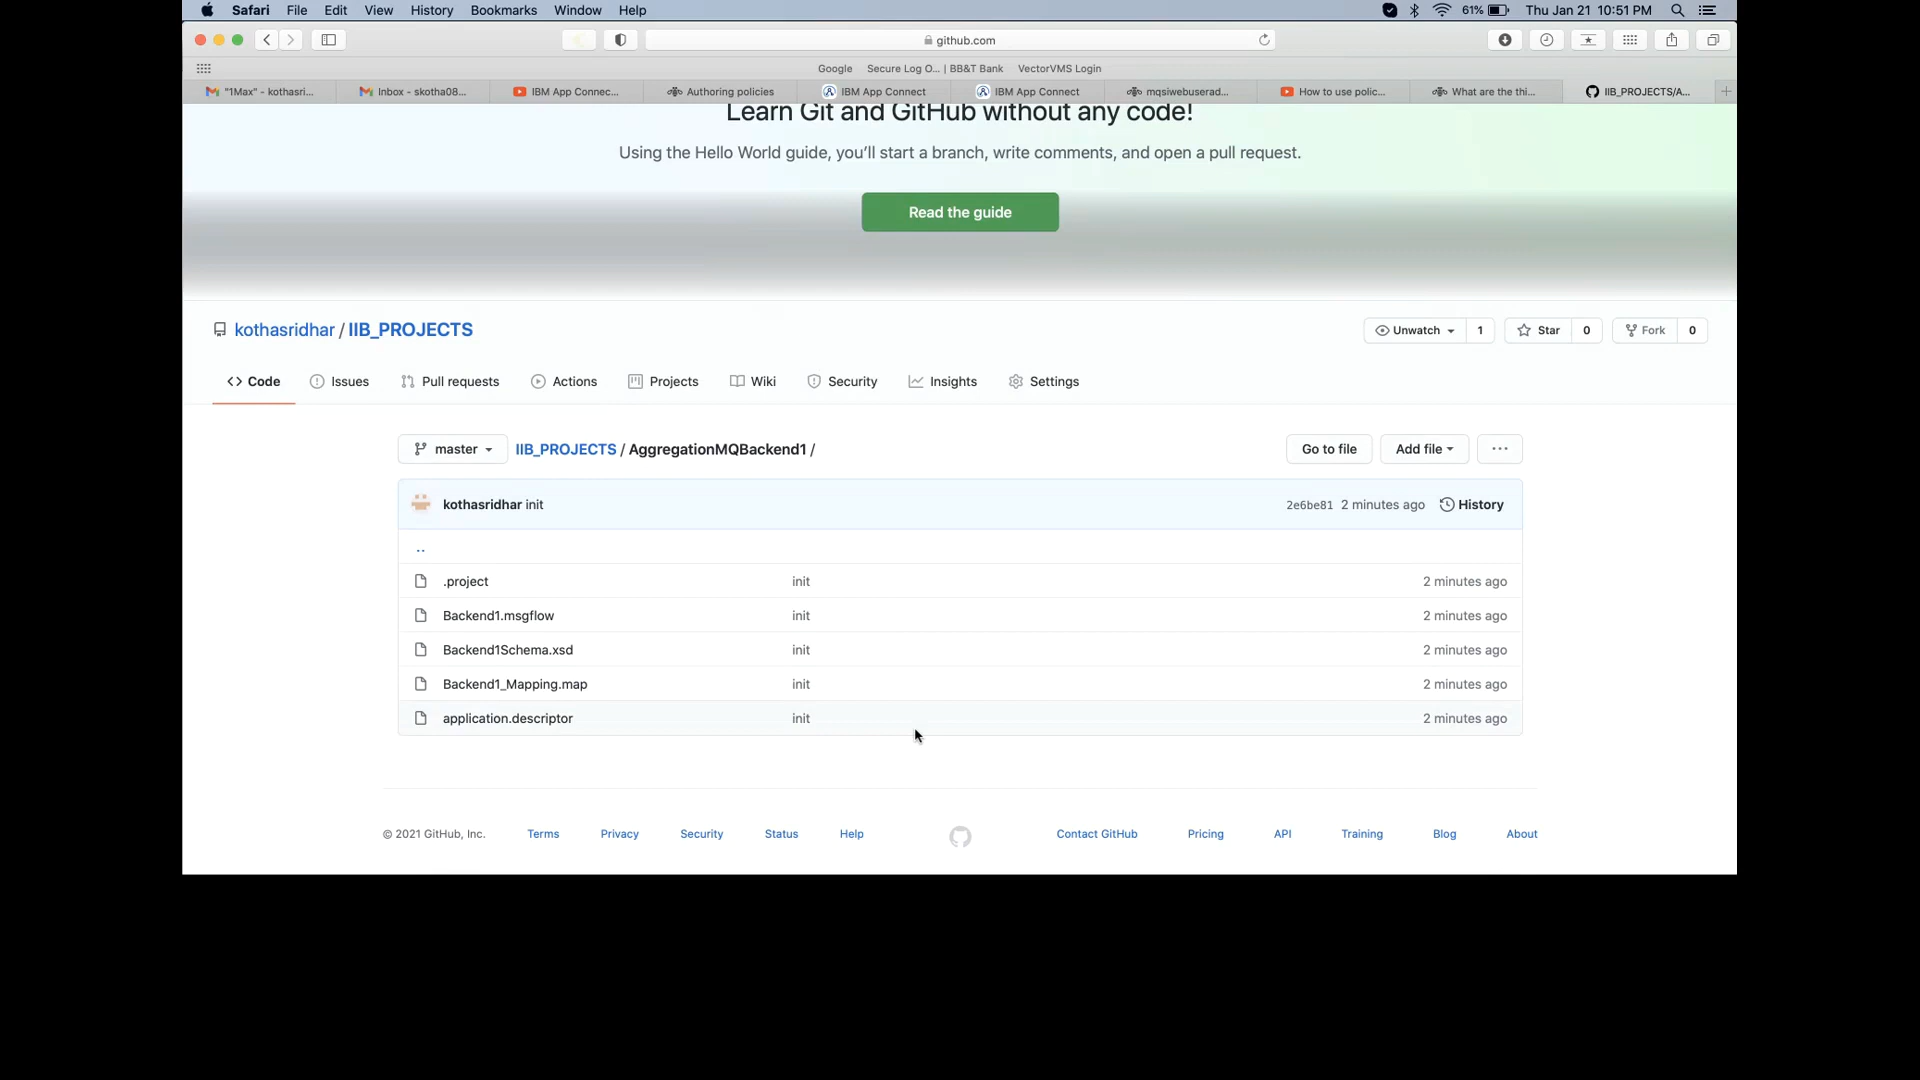 Safari File Edit View History Bookmarks Window Help 61% Thu Jan 21 10:51 PM
github.com
Google Secure Log O... | BB&T Bank VectorVMS Login
"1Max" - kothasri... Inbox - skotha08... IBM App Connec... Authoring policies IBM App Connect IBM App Connect mqsiwebuserad... How to use polic... What are the thi... IIB_PROJECTS/A...
Learn Git and GitHub without any code!
Using the Hello World guide, you'll start a branch, write comments, and open a pull request.
Read the guide
kothasridhar / IIB_PROJECTS Unwatch 1 Star 0 Fork 0
Code Issues Pull requests Actions Projects Wiki Security Insights Settings
master IIB_PROJECTS / AggregationMQBackend1 / Go to file Add file ...
kothasridhar init 2e6be81 2 minutes ago History
..
.project init 2 minutes ago
Backend1.msgflow init 2 minutes ago
Backend1Schema.xsd init 2 minutes ago
Backend1_Mapping.map init 2 minutes ago
application.descriptor init 2 minutes ago
© 2021 GitHub, Inc. Terms Privacy Security Status Help Contact GitHub Pricing API Training Blog About